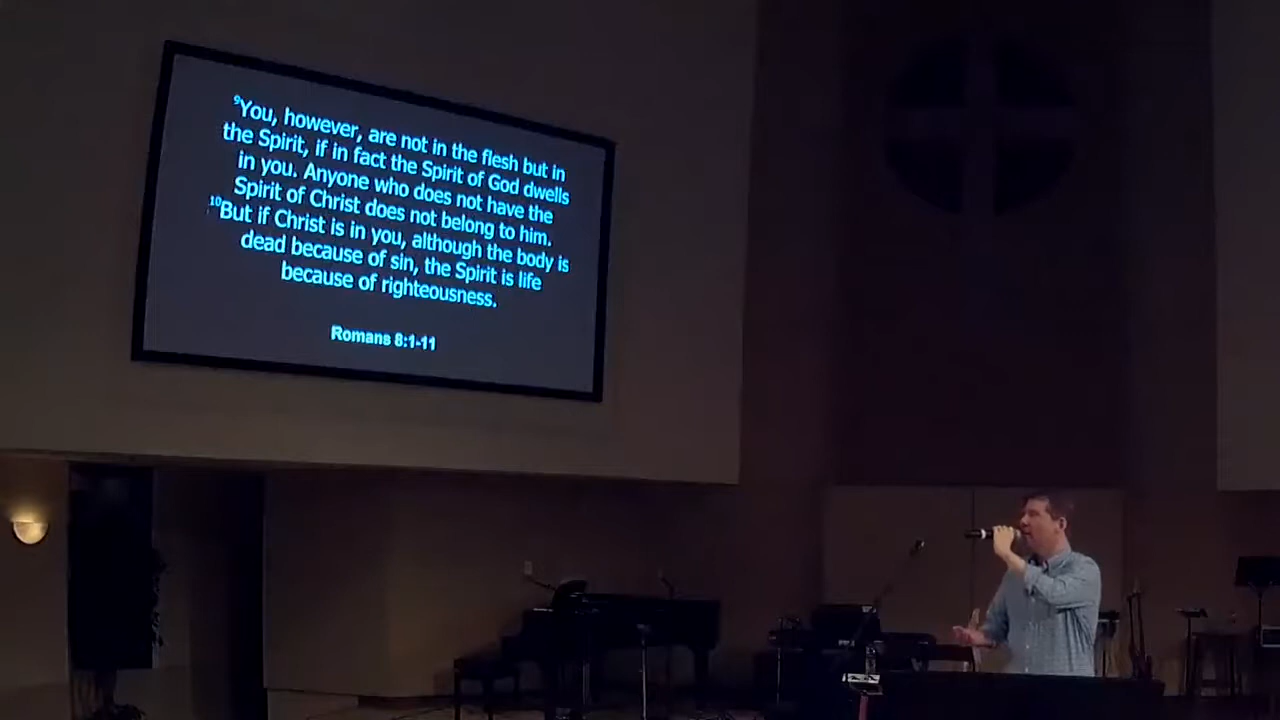 ⁹You, however, are not in the flesh but in
the Spirit, if in fact the Spirit of God dwells
in you. Anyone who does not have the
Spirit of Christ does not belong to him.
¹⁰But if Christ is in you, although the body is
dead because of sin, the Spirit is life
because of righteousness.
Romans 8:1-11